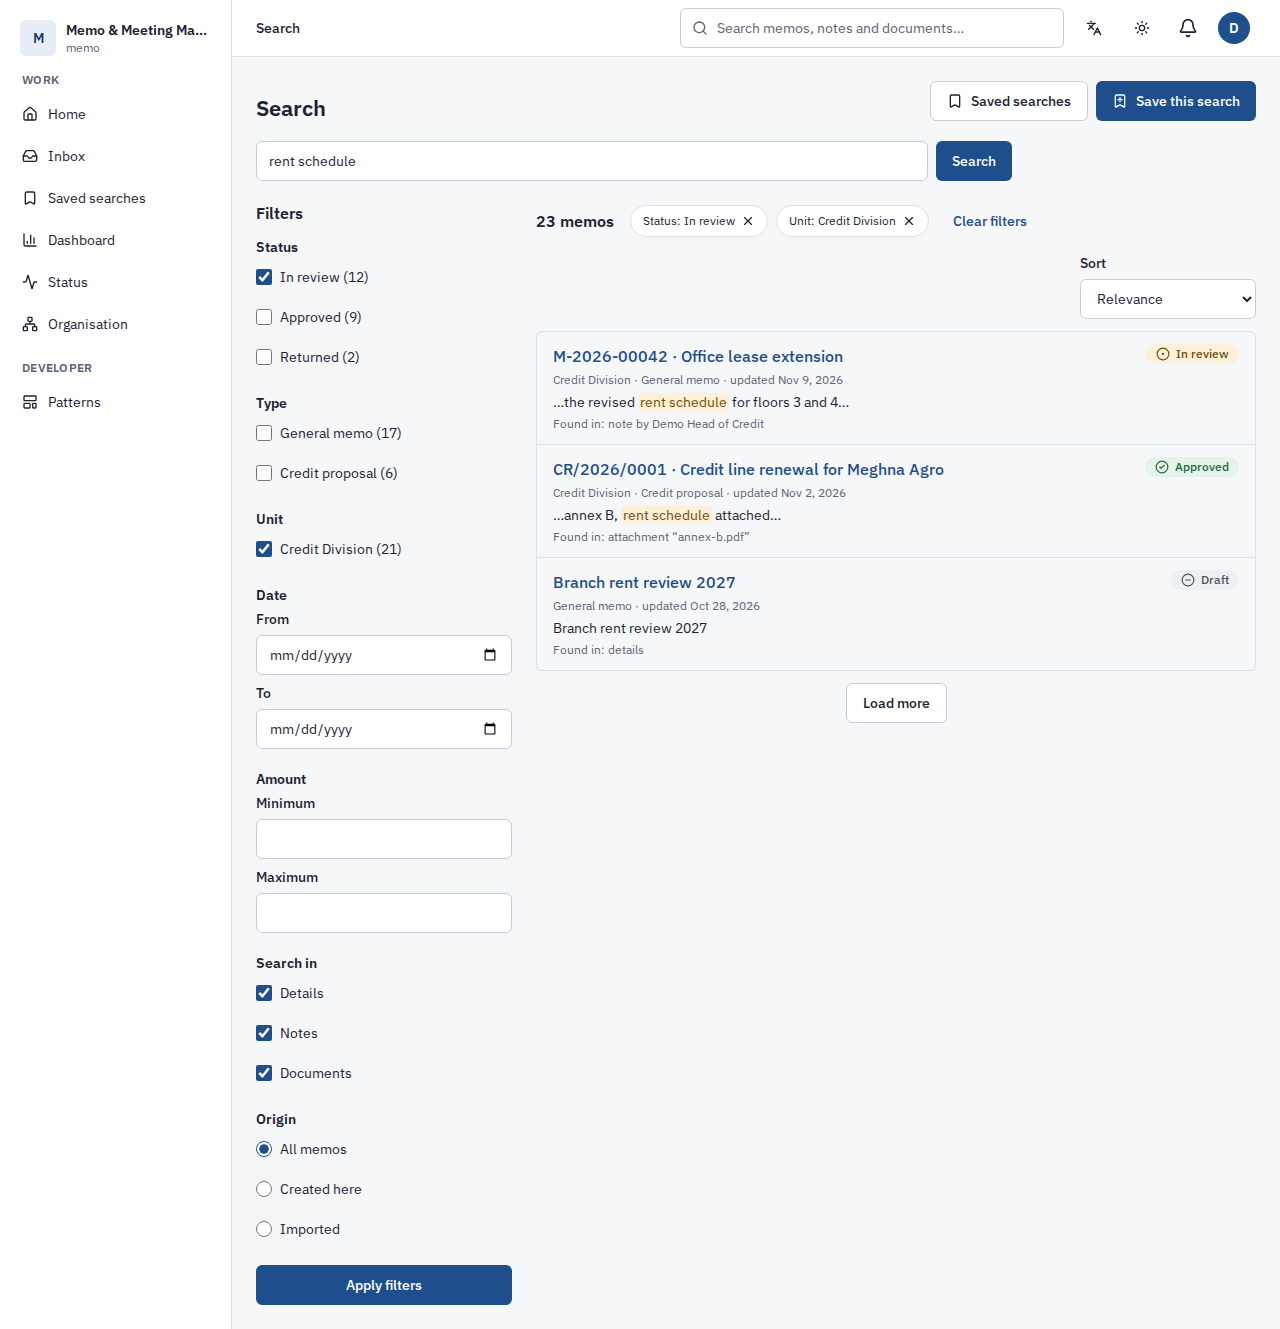 M
Memo & Meeting Ma...
memo
WORK
Home
Inbox
Saved searches
Dashboard
Status
Organisation
DEVELOPER
Patterns
Search
Search memos, notes and documents...
D
Search
Saved searches
Save this search
rent schedule
Search
Filters
Status
In review (12)
Approved (9)
Returned (2)
Type
General memo (17)
Credit proposal (6)
Unit
Credit Division (21)
Date
From
mm/dd/yyyy
To
mm/dd/yyyy
Amount
Minimum
Maximum
Search in
Details
Notes
Documents
Origin
All memos
Created here
Imported
Apply filters
23 memos
Status: In review
Unit: Credit Division
Clear filters
Sort
Relevance
M-2026-00042 · Office lease extension
In review
Credit Division · General memo · updated Nov 9, 2026
...the revised rent schedule for floors 3 and 4...
Found in: note by Demo Head of Credit
CR/2026/0001 · Credit line renewal for Meghna Agro
Approved
Credit Division · Credit proposal · updated Nov 2, 2026
...annex B, rent schedule attached...
Found in: attachment “annex-b.pdf”
Branch rent review 2027
Draft
General memo · updated Oct 28, 2026
Branch rent review 2027
Found in: details
Load more